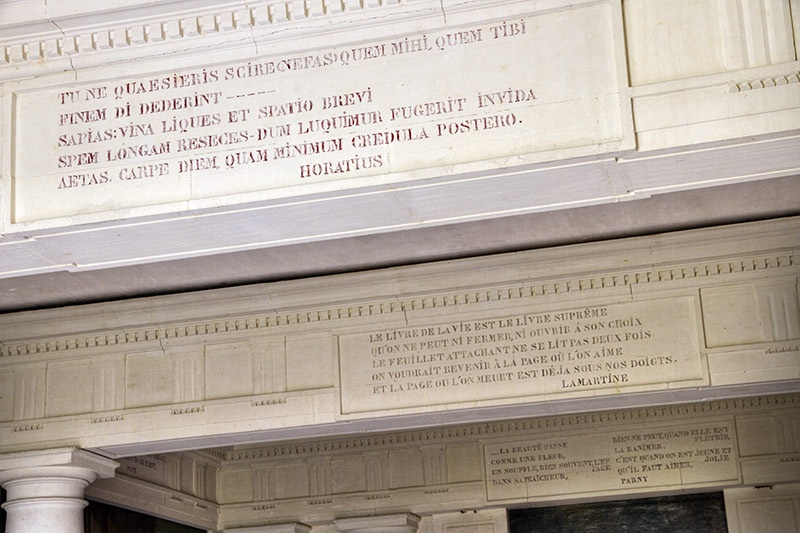 TU NE QUAESIERIS SCIRE(NEFAS)QUEM MIHI, QUEM TIBI
FINEM DI DEDERINT ------
SAPIAS: VINA LIQUES ET SPATIO BREVI
SPEM LONGAM RESECES-DUM LUQUIMUR FUGERIT INVIDA
AETAS. CARPE DIEM, QUAM MINIMUM CREDULA POSTERO.
HORATIUS
LE LIVRE DE LA VIE EST LE LIVRE SUPRÊME
QU'ON NE PEUT NI FERMER, NI OUVRIR À SON CHOIX
LE FEUILLET ATTACHANT NE SE LIT PAS DEUX FOIS
ON VOUDRAIT REVENIR À LA PAGE OÙ L'ON AIME
ET LA PAGE OU L'ON MEURT EST DÉJÀ SOUS NOS DOIGTS.
LAMARTINE
...LA BEAUTÉ PASSE
COMME UNE FLEUR,
UN SOUFFLE, BIEN SOUVENT, L'EFFACE
DANS SA FRAÎCHEUR,
RIEN NE PEUT, QUAND ELLE EST FLÉTRIE
LA RANIMER.
C'EST QUAND ON EST JEUNE ET JOLIE
QU'IL FAUT AIMER.
PARNY